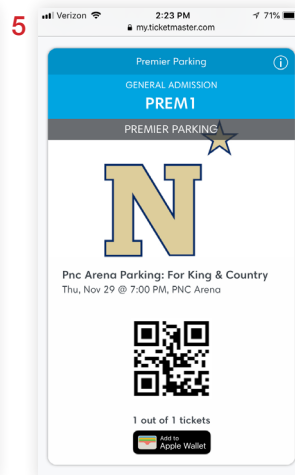 5
Verizon
2:23 PM
71%
my.ticketmaster.com
Premier Parking
GENERAL ADMISSION
PREM1
PREMIER PARKING
N
Pnc Arena Parking: For King & Country
Thu, Nov 29 @ 7:00 PM, PNC Arena
1 out of 1 tickets
Add to
Apple Wallet